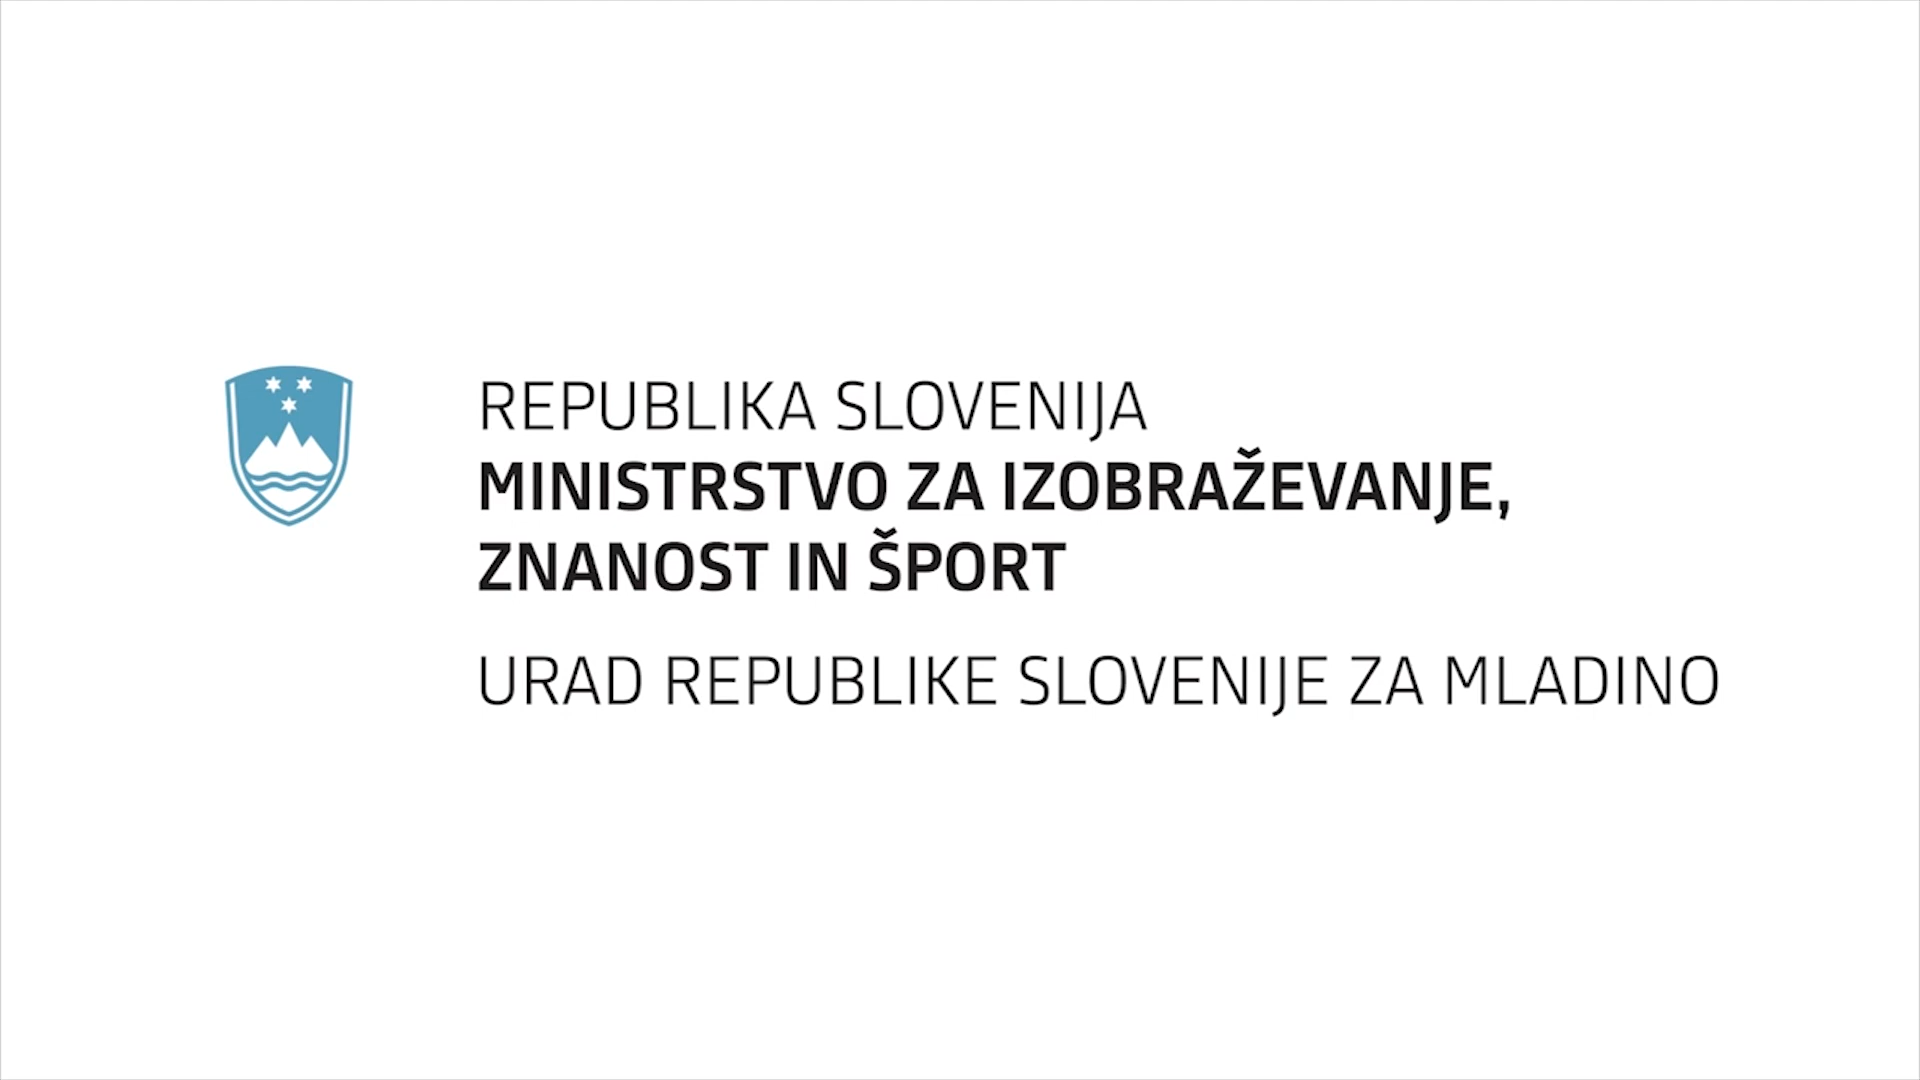 REPUBLIKA SLOVENIJA
MINISTRSTVO ZA IZOBRAŽEVANJE,
ZNANOST IN ŠPORT
URAD REPUBLIKE SLOVENIJE ZA MLADINO